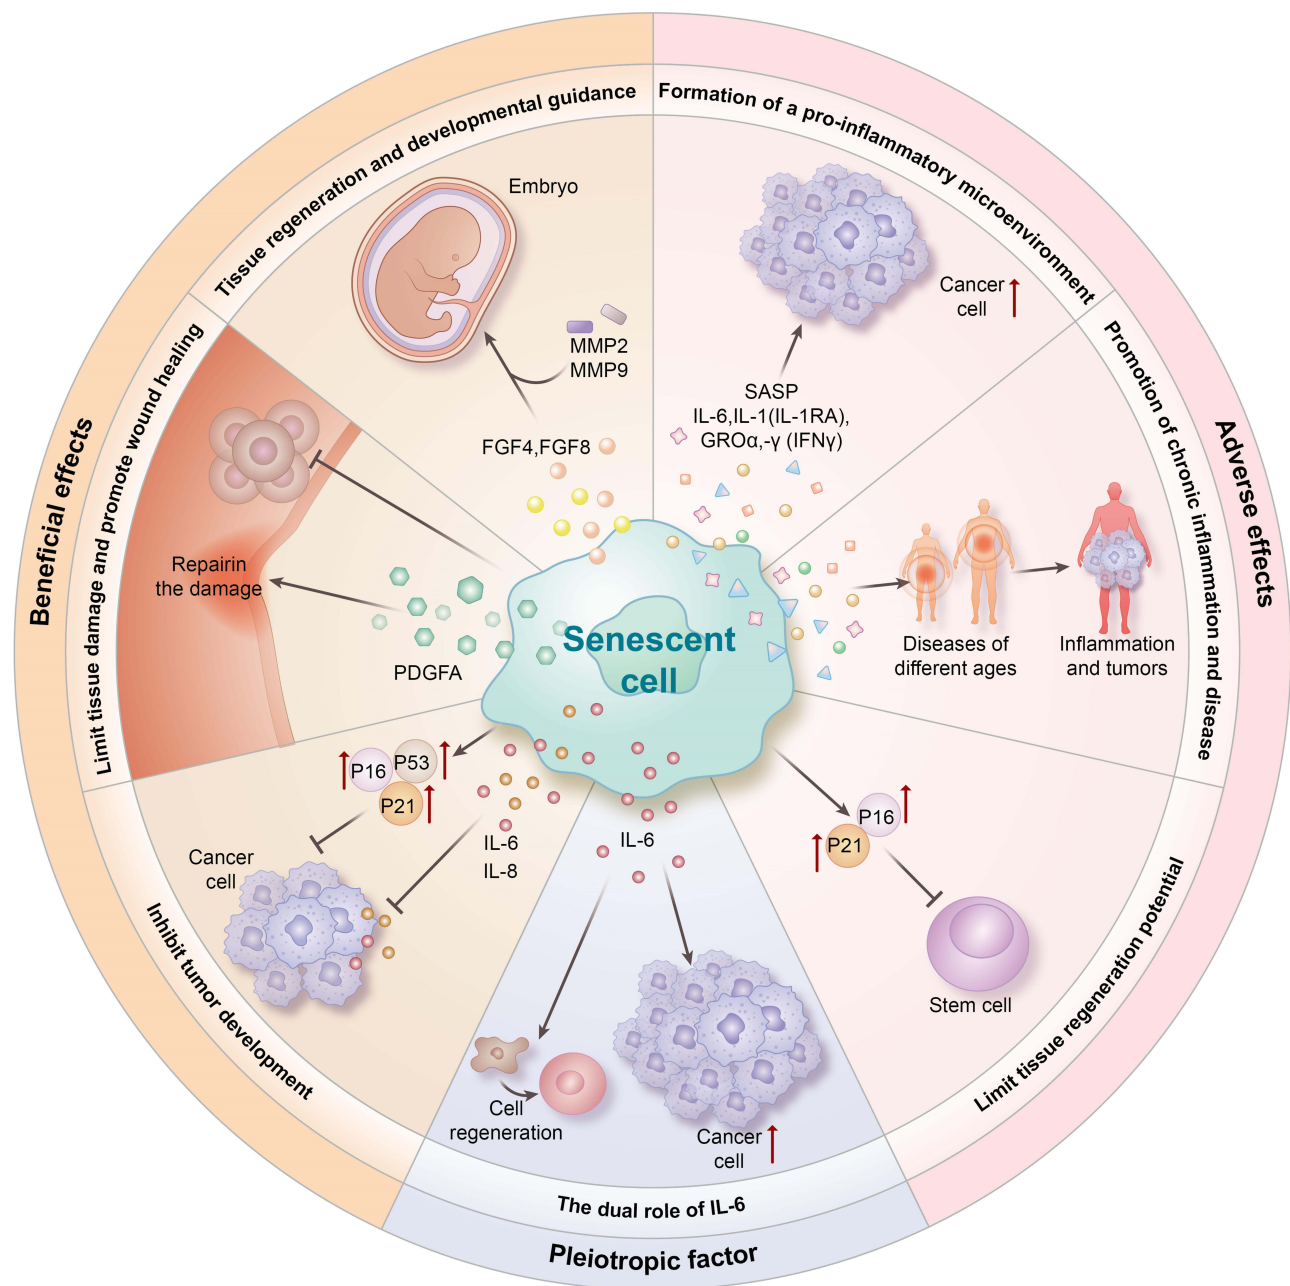 Beneficial effects
Tissue regeneration and developmental guidance
Embryo
MMP2
MMP9
FGF4,FGF8
Limit tissue damage and promote wound healing
Repairin
the damage
PDGFA
Inhibit tumor development
P16
P53
P21
IL-6
IL-8
Cancer
cell
Senescent
cell
Adverse effects
Formation of a pro-inflammatory microenvironment
Cancer
cell
SASP
IL-6,IL-1(IL-1RA),
GROα,-γ (IFNγ)
Promotion of chronic inflammation and disease
Diseases of
different ages
Inflammation
and tumors
Limit tissue regeneration potential
P16
P21
Stem cell
IL-6
Cell
regeneration
Cancer
cell
The dual role of IL-6
Pleiotropic factor